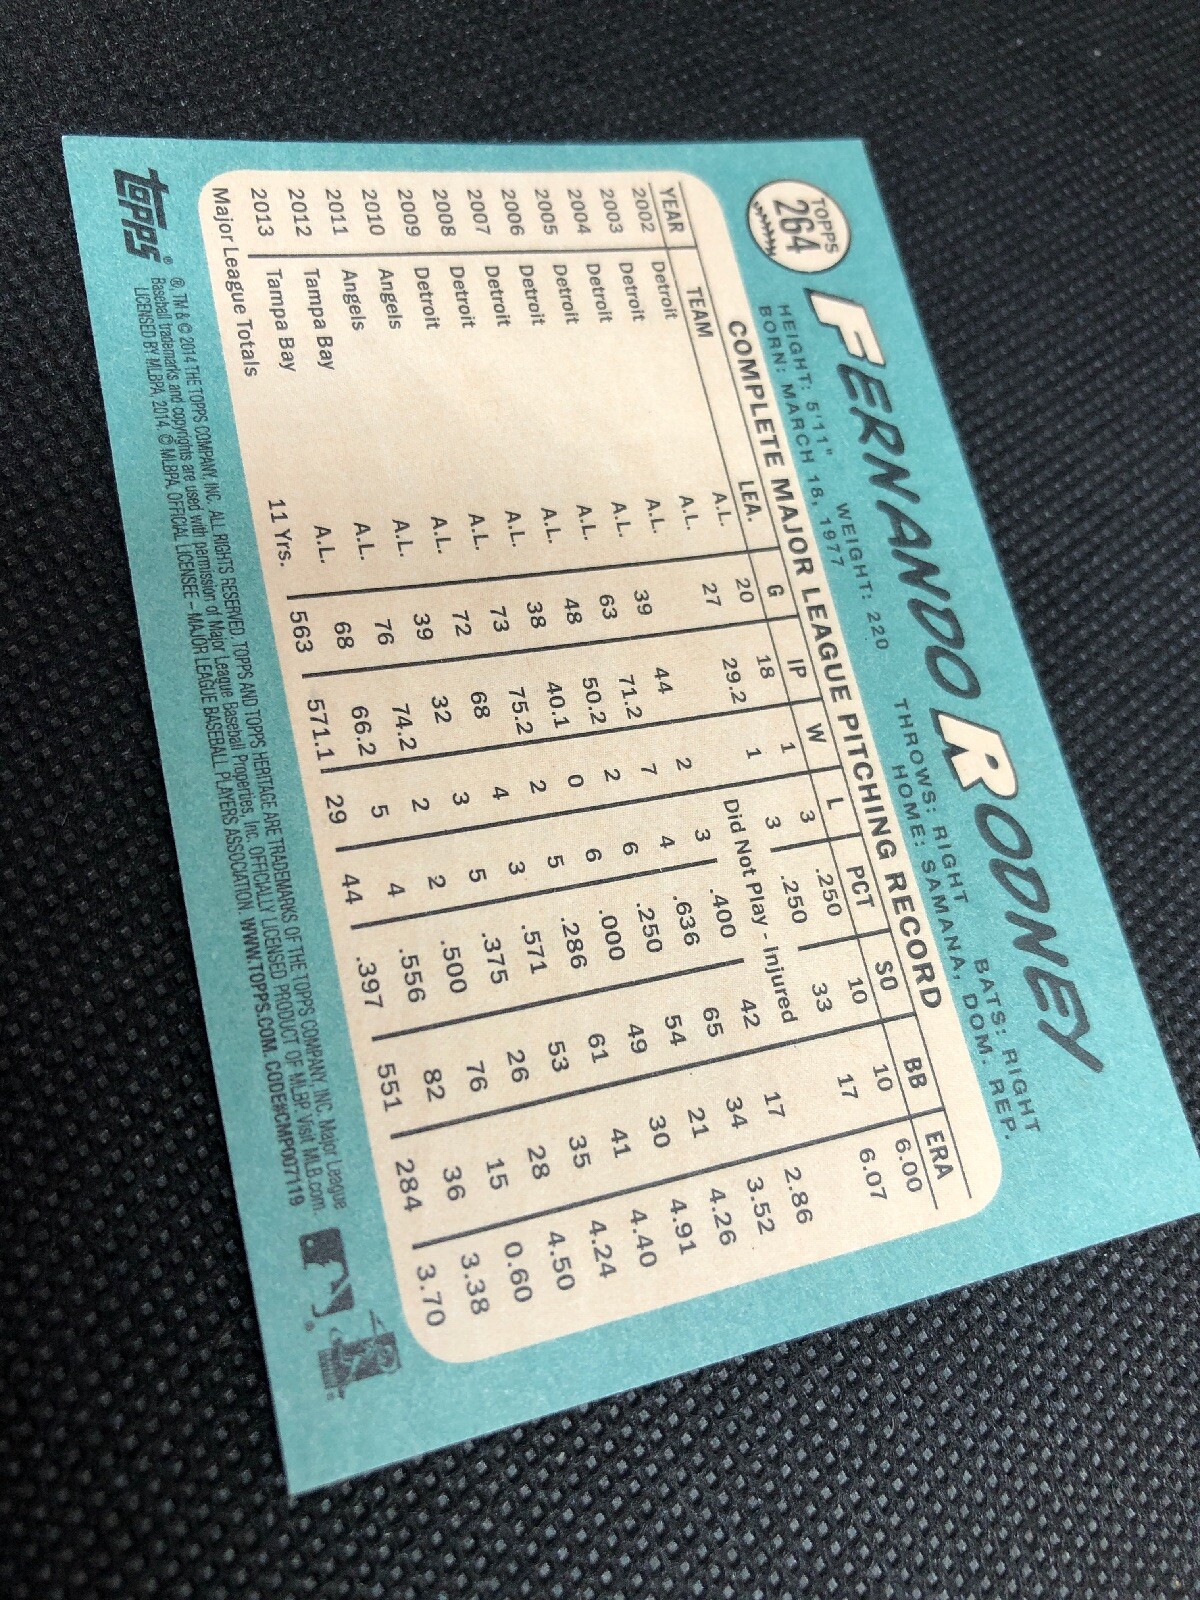 TOPPS
264
FERNANDO RODNEY
HEIGHT: 5'11" WEIGHT: 220 THROWS: RIGHT BATS: RIGHT
BORN: MARCH 18, 1977 HOME: SAMANA, DOM. REP.
COMPLETE MAJOR LEAGUE PITCHING RECORD
YEAR TEAM LEA. G IP W L PCT SO BB ERA
2002 Detroit A.L. 20 18 1 3 .250 10 10 6.00
2003 Detroit A.L. 27 29.2 1 3 .250 33 17 6.07
2004 Detroit Did Not Play - Injured
2005 Detroit A.L. 39 44 2 3 .400 42 17 2.86
2006 Detroit A.L. 63 71.2 7 4 .636 65 34 3.52
2007 Detroit A.L. 48 50.2 2 6 .250 54 21 4.26
2008 Detroit A.L. 38 40.1 0 6 .000 49 30 4.91
2009 Detroit A.L. 73 75.2 2 5 .286 61 41 4.40
2010 Angels A.L. 72 68 4 3 .571 53 35 4.24
2011 Angels A.L. 39 32 3 5 .375 26 28 4.50
2012 Tampa Bay A.L. 76 74.2 2 2 .500 76 15 0.60
2013 Tampa Bay A.L. 68 66.2 5 4 .556 82 36 3.38
Major League Totals 11 Yrs. 563 571.1 29 44 .397 551 284 3.70
topps®
®, TM & © 2014 THE TOPPS COMPANY, INC. ALL RIGHTS RESERVED. TOPPS AND TOPPS HERITAGE ARE TRADEMARKS OF THE TOPPS COMPANY, INC. Major League
Baseball trademarks and copyrights are used with permission of Major League Baseball Properties, Inc. OFFICIALLY LICENSED PRODUCT OF MLBP. Visit MLB.com.
LICENSED BY MLBPA, 2014. © MLBPA, OFFICIAL LICENSEE – MAJOR LEAGUE BASEBALL PLAYERS ASSOCIATION WWW.TOPPS.COM. CODE#CMP007119